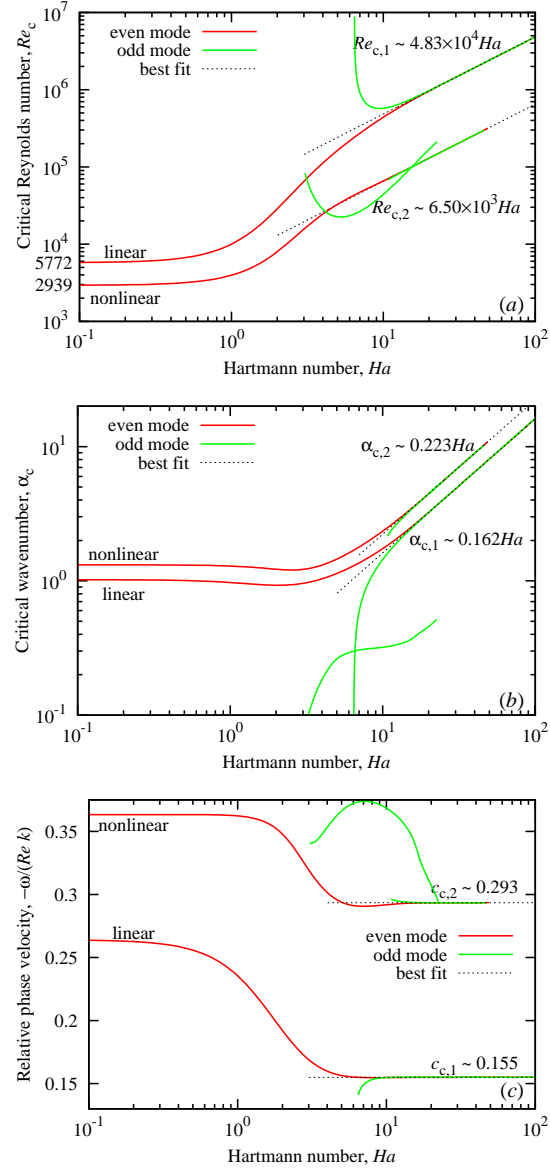 Critical Reynolds number, Re_c
10^7
10^6
10^5
10^4
5772
2939
10^3
even mode
odd mode
best fit
Re_c,1 ~ 4.83×10^4Ha
Re_c,2 ~ 6.50×10^3Ha
linear
nonlinear
(a)
10^-1 10^0 10^1 10^2
Hartmann number, Ha
Critical wavenumber, α_c
10^1
10^0
10^-1
even mode
odd mode
best fit
α_c,2 ~ 0.223Ha
α_c,1 ~ 0.162Ha
nonlinear
linear
(b)
10^-1 10^0 10^1 10^2
Hartmann number, Ha
Relative phase velocity, −ω/(Re k)
0.35
0.3
0.25
0.2
0.15
nonlinear
linear
c_c,2 ~ 0.293
even mode
odd mode
best fit
c_c,1 ~ 0.155
(c)
10^-1 10^0 10^1 10^2
Hartmann number, Ha